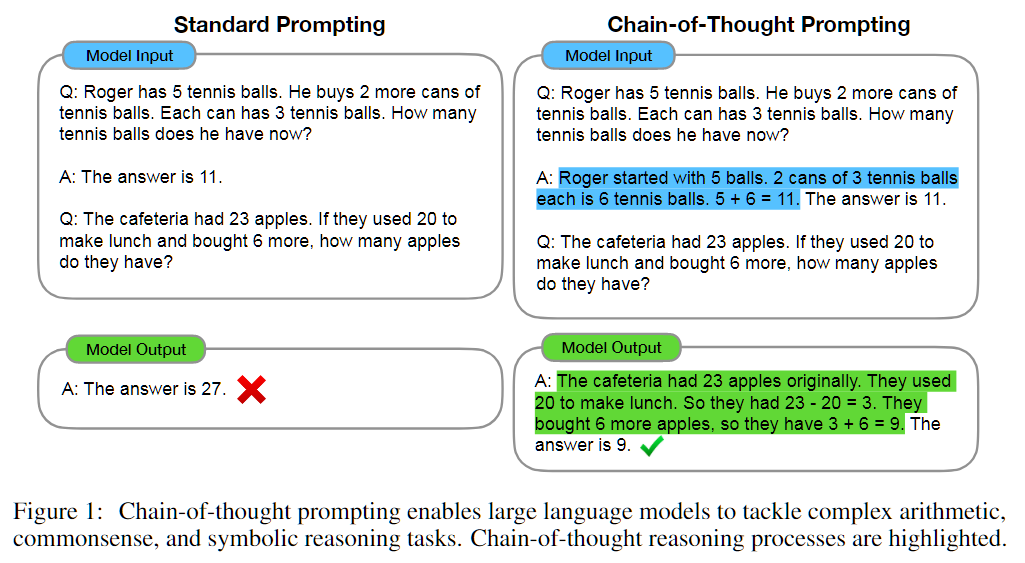 Standard Prompting
Model Input
Q: Roger has 5 tennis balls. He buys 2 more cans of
tennis balls. Each can has 3 tennis balls. How many
tennis balls does he have now?
A: The answer is 11.
Q: The cafeteria had 23 apples. If they used 20 to
make lunch and bought 6 more, how many apples
do they have?
Model Output
A: The answer is 27.
Chain-of-Thought Prompting
Model Input
Q: Roger has 5 tennis balls. He buys 2 more cans of
tennis balls. Each can has 3 tennis balls. How many
tennis balls does he have now?
A: Roger started with 5 balls. 2 cans of 3 tennis balls
each is 6 tennis balls. 5 + 6 = 11. The answer is 11.
Q: The cafeteria had 23 apples. If they used 20 to
make lunch and bought 6 more, how many apples
do they have?
Model Output
A: The cafeteria had 23 apples originally. They used
20 to make lunch. So they had 23 - 20 = 3. They
bought 6 more apples, so they have 3 + 6 = 9. The
answer is 9.
Figure 1: Chain-of-thought prompting enables large language models to tackle complex arithmetic,
commonsense, and symbolic reasoning tasks. Chain-of-thought reasoning processes are highlighted.